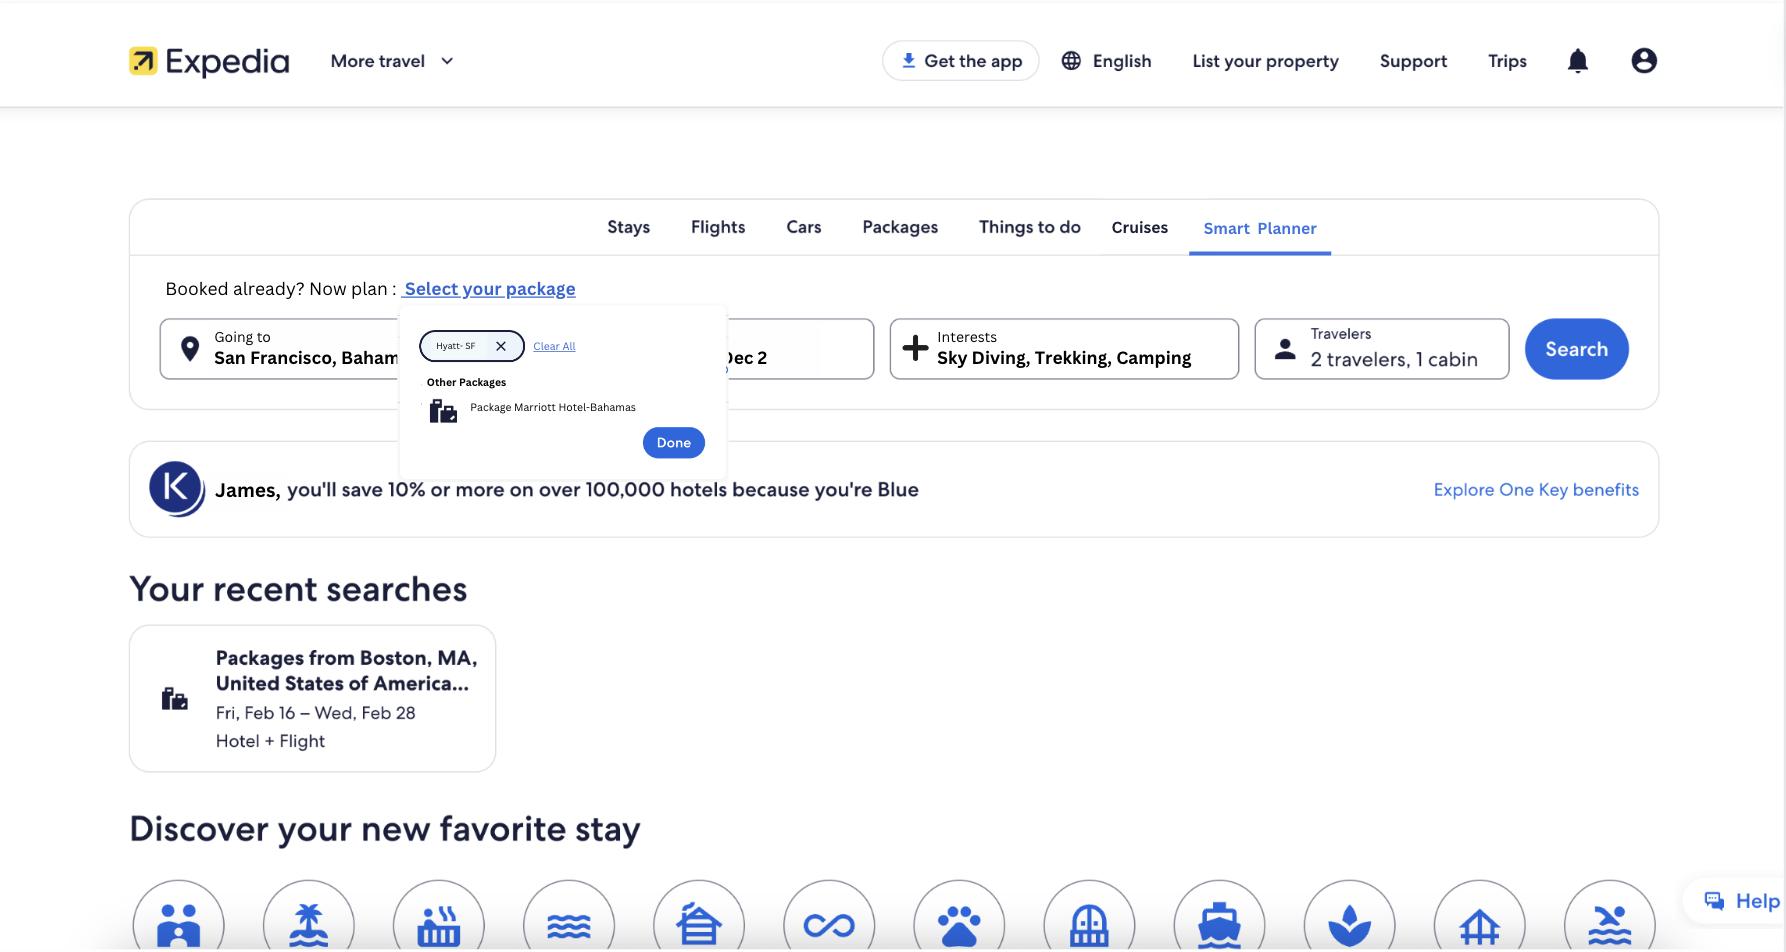 Expedia
More travel
Get the app
English
List your property
Support
Trips
Stays
Flights
Cars
Packages
Things to do
Cruises
Smart Planner
Booked already? Now plan : Select your package
Going to
San Francisco, Baham
Dec 2
Interests
Sky Diving, Trekking, Camping
Travelers
2 travelers, 1 cabin
Search
Hyatt- SF
Clear All
Other Packages
Package Marriott Hotel-Bahamas
Done
K
James, you'll save 10% or more on over 100,000 hotels because you're Blue
Explore One Key benefits
Your recent searches
Packages from Boston, MA,
United States of America...
Fri, Feb 16 – Wed, Feb 28
Hotel + Flight
Discover your new favorite stay
Help